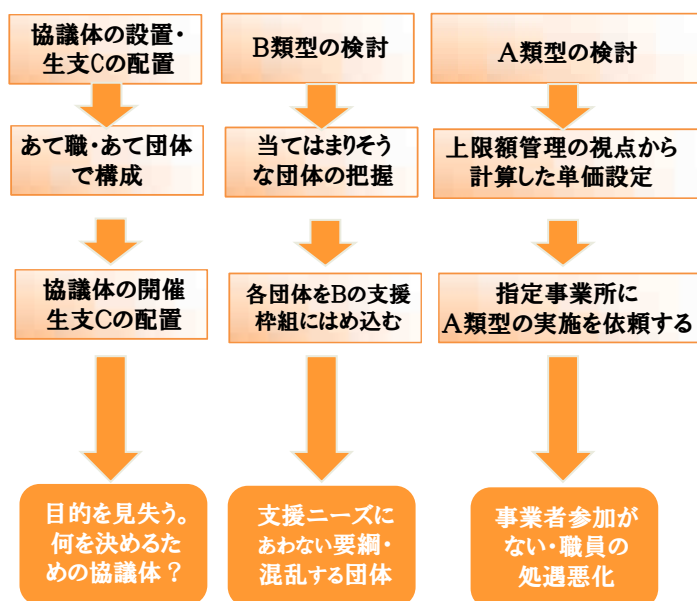 協議体の設置・
生支Cの配置
あて職・あて団体
で構成
協議体の開催
生支Cの配置
目的を見失う。
何を決めるた
めの協議体？
B類型の検討
当てはまりそう
な団体の把握
各団体をBの支援
枠組にはめ込む
支援ニーズに
あわない要綱・
混乱する団体
A類型の検討
上限額管理の視点から
計算した単価設定
指定事業所に
A類型の実施を依頼する
事業者参加が
ない・職員の
処遇悪化